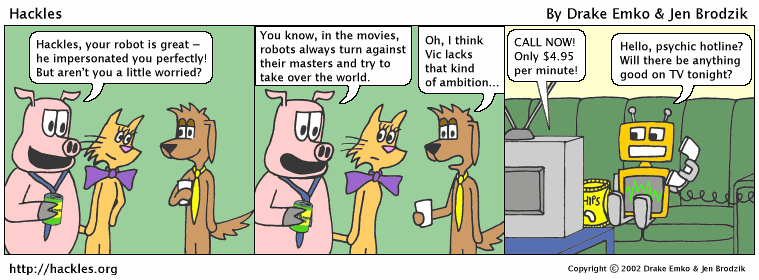 Hackles
By Drake Emko & Jen Brodzik
Hackles, your robot is great –
he impersonated you perfectly!
But aren't you a little worried?
You know, in the movies,
robots always turn against
their masters and try to
take over the world.
Oh, I think
Vic lacks
that kind
of ambition...
CALL NOW!
Only $4.95
per minute!
Hello, psychic hotline?
Will there be anything
good on TV tonight?
HIPS
http://hackles.org
Copyright © 2002 Drake Emko & Jen Brodzik